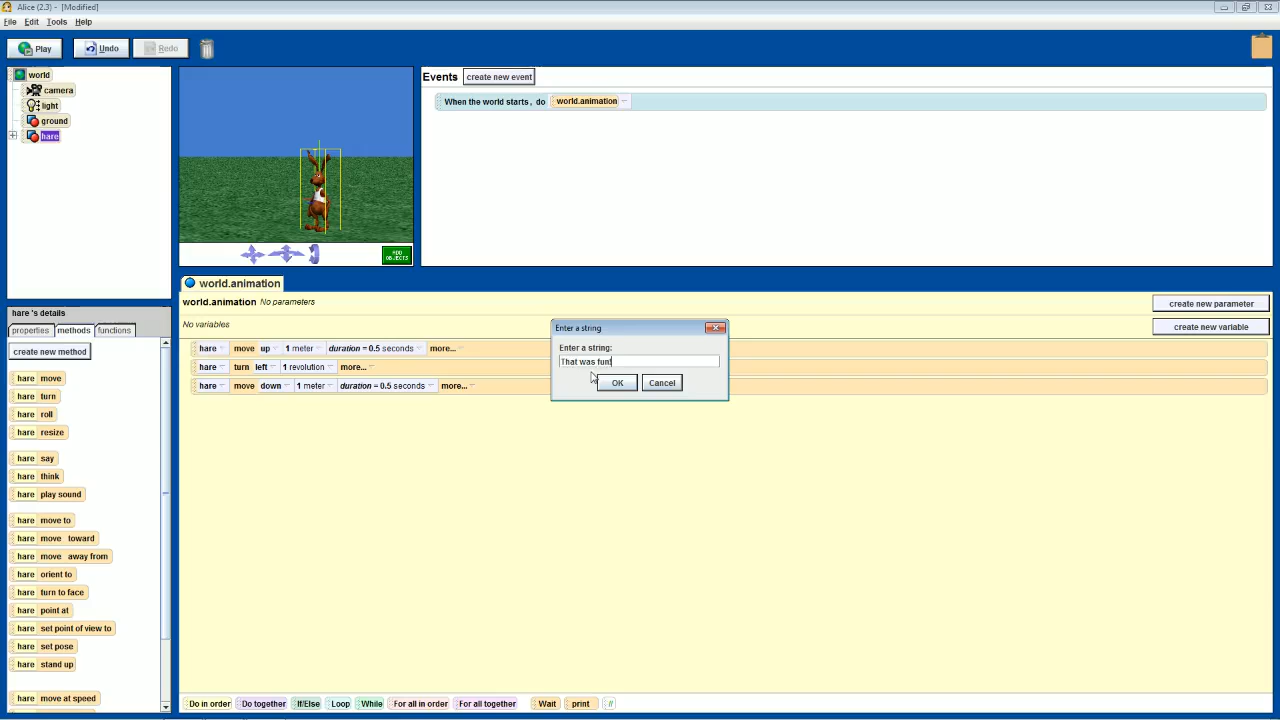 Alice (2.3) - [Modified]
File Edit Tools Help
Play Undo Redo
world
camera
light
ground
hare
ADD OBJECTS
Events create new event
When the world starts, do world.animation
hare 's details
properties methods functions
create new method
hare move
hare turn
hare roll
hare resize
hare say
hare think
hare play sound
hare move to
hare move toward
hare move away from
hare orient to
hare turn to face
hare point at
hare set point of view to
hare set pose
hare stand up
hare move at speed
world.animation
world.animation No parameters
create new parameter
No variables
create new variable
hare move up 1 meter duration = 0.5 seconds more...
hare turn left 1 revolution more...
hare move down 1 meter duration = 0.5 seconds more...
Enter a string
Enter a string:
That was fun!
OK Cancel
Do in order Do together If/Else Loop While For all in order For all together Wait print //